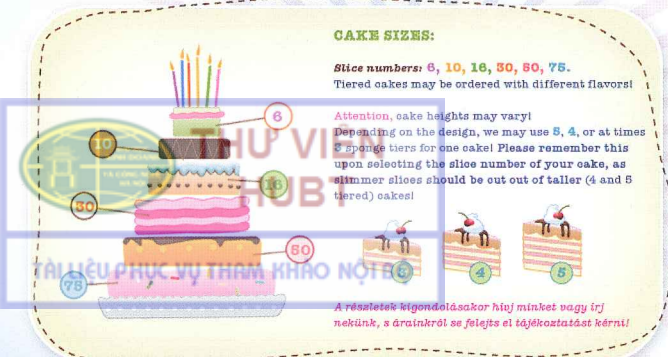 CAKE SIZES:
Slice numbers: 6, 10, 16, 30, 50, 75.
Tiered cakes may be ordered with different flavors!
Attention, cake heights may vary!
Depending on the design, we may use 5, 4, or at times
3 sponge tiers for one cake! Please remember this
upon selecting the slice number of your cake, as
slimmer slices should be cut out of taller (4 and 5
tiered) cakes!
6
10
16
30
50
75
3
4
5
A részletek kigondolásakor hívj minket vagy írj
nekünk, s árainkról se felejts el tájékoztatást kérni!
THƯ VIỆN
HUBT
TÀI LIỆU PHỤC VỤ THAM KHẢO NỘI BỘ